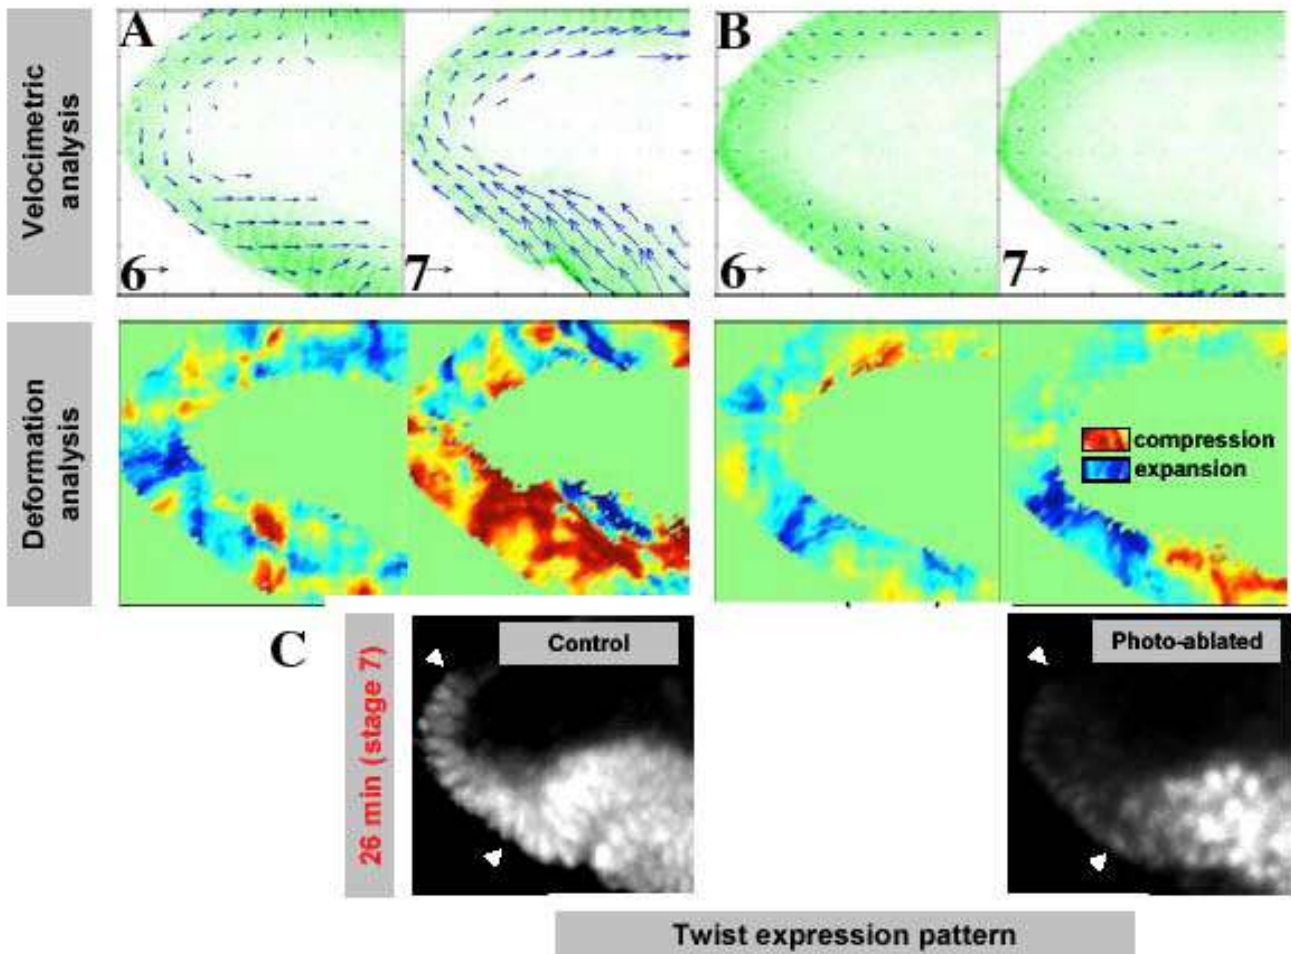 A
B
Velocimetric
analysis
6
7
6
7
Deformation
analysis
compression
expansion
C
26 min (stage 7)
Control
Photo-ablated
Twist expression pattern